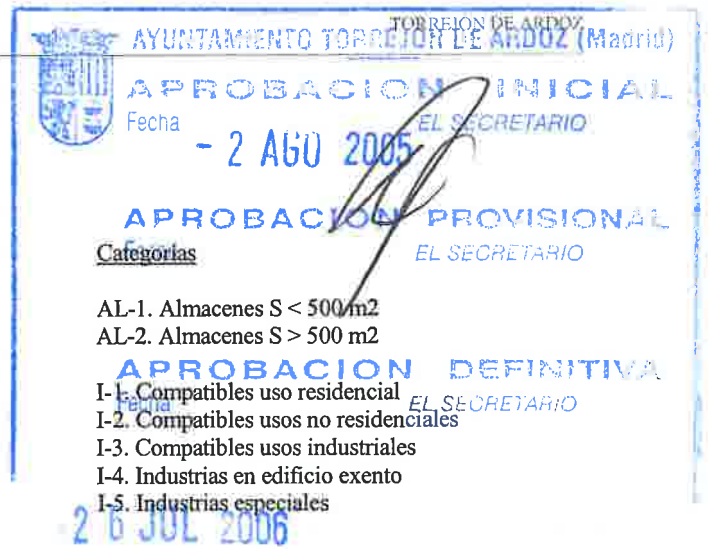 TORREJON DE ARDOZ
AYUNTAMIENTO TORREJON DE ARDOZ (Madrid)
APROBACION INICIAL
Fecha
EL SECRETARIO
- 2 AGO 2005
APROBACION PROVISIONAL
Categorías
EL SECRETARIO
AL-1. Almacenes S < 500 m2
AL-2. Almacenes S > 500 m2
APROBACION DEFINITIVA
I-1. Compatibles uso residencial
Fecha
EL SECRETARIO
I-2. Compatibles usos no residenciales
I-3. Compatibles usos industriales
I-4. Industrias en edificio exento
I-5. Industrias especiales
26 JUL 2006